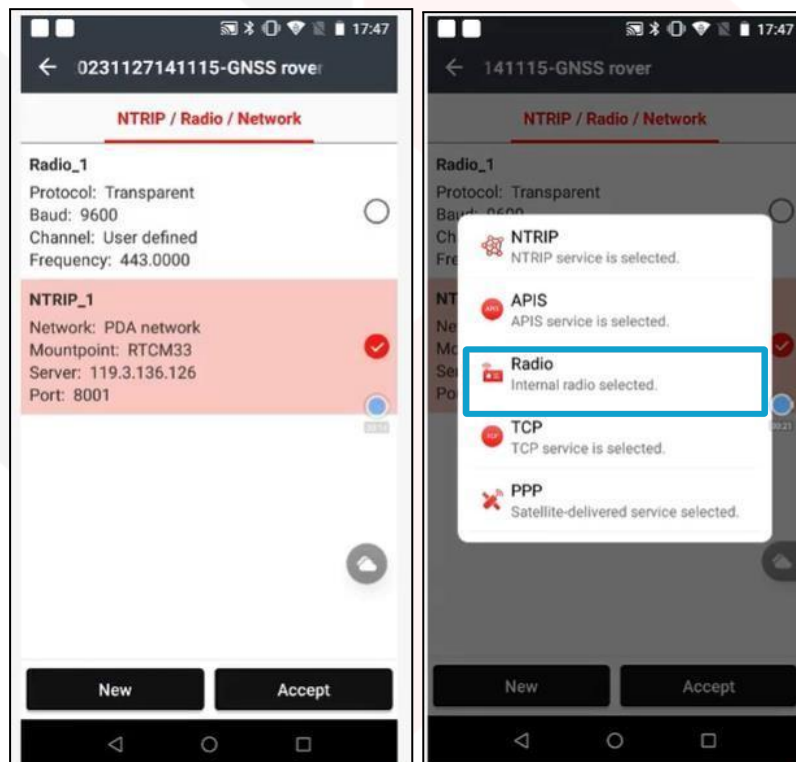 17:47
0231127141115-GNSS rover
NTRIP / Radio / Network
Radio_1
Protocol: Transparent
Baud: 9600
Channel: User defined
Frequency: 443.0000
NTRIP_1
Network: PDA network
Mountpoint: RTCM33
Server: 119.3.136.126
Port: 8001
New Accept
17:47
141115-GNSS rover
NTRIP / Radio / Network
Radio_1
Protocol: Transparent
NTRIP
NTRIP service is selected.
APIS
APIS service is selected.
Radio
Internal radio selected.
TCP
TCP service is selected.
PPP
Satellite-delivered service selected.
New Accept